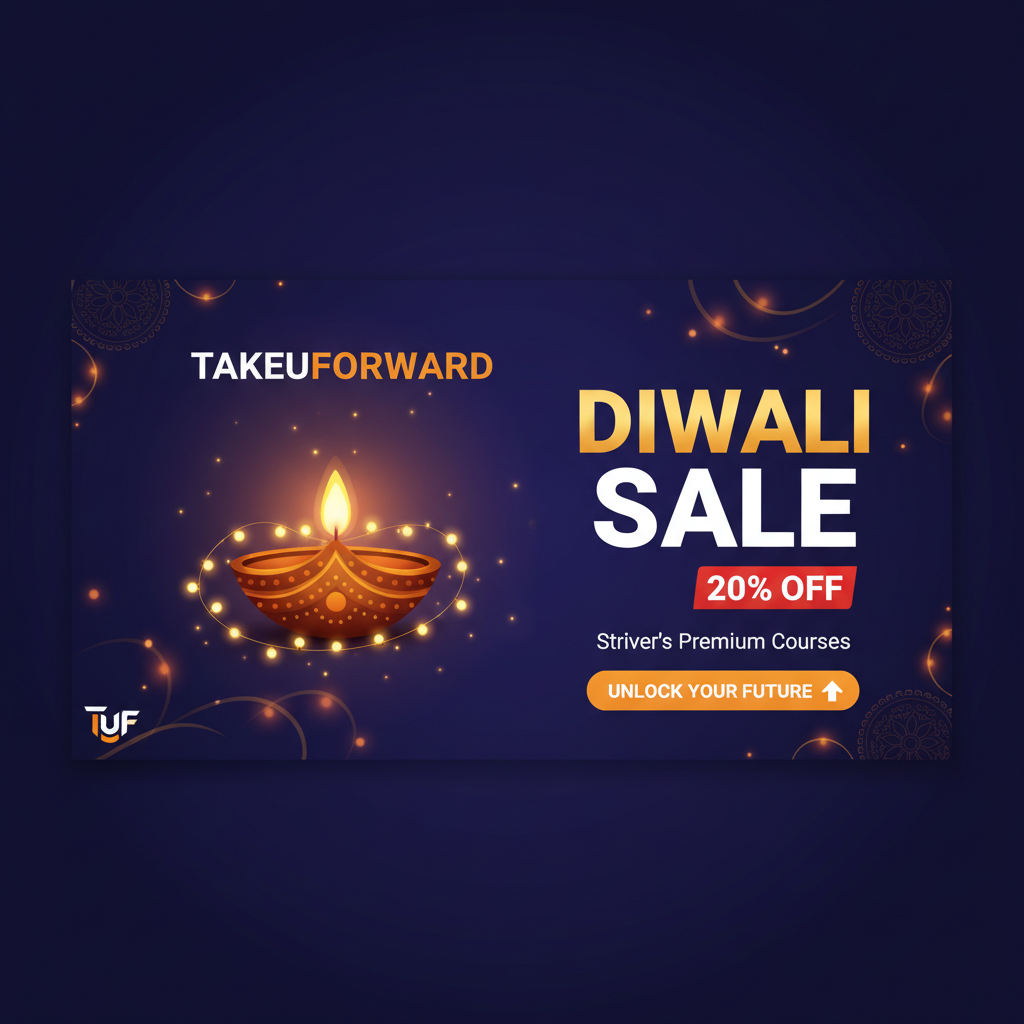 TAKEUFORWARD
DIWALI
SALE
20% OFF
Striver's Premium Courses
UNLOCK YOUR FUTURE
TUF